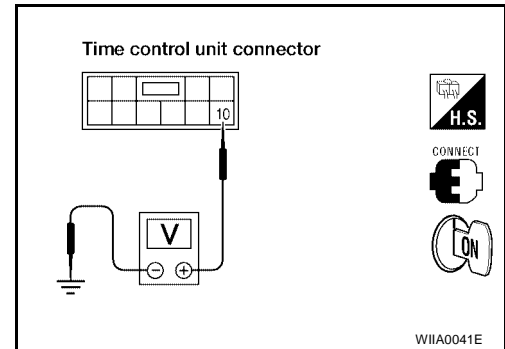 Time control unit connector
10
H.S.
CONNECT
V
− +
ON
WIIA0041E